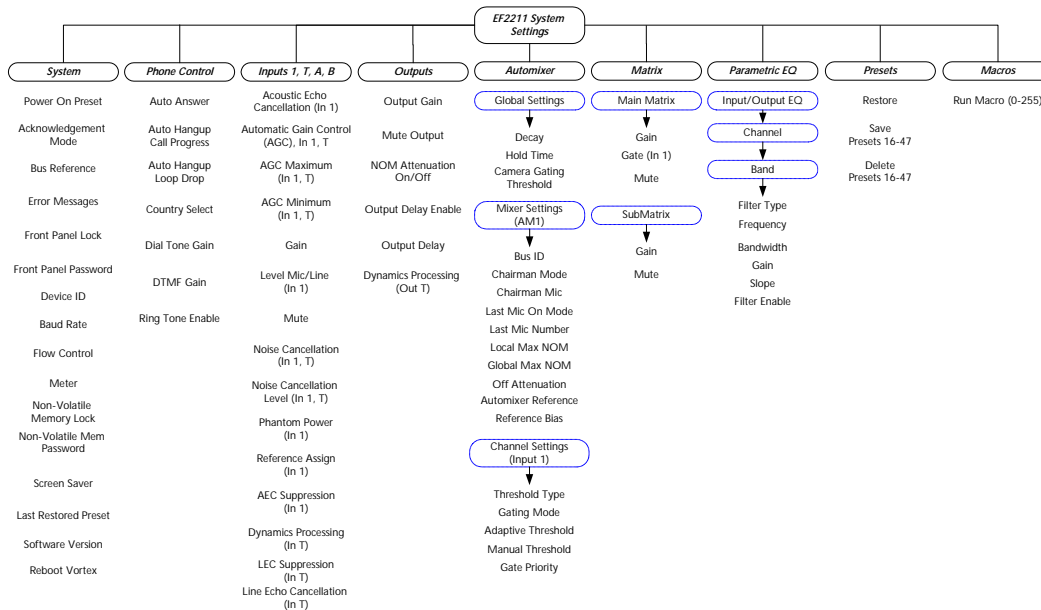 EF2211 System
Settings
System
Power On Preset
Acknowledgement
Mode
Bus Reference
Error Messages
Front Panel Lock
Front Panel Password
Device ID
Baud Rate
Flow Control
Meter
Non-Volatile
Memory Lock
Non-Volatile Mem
Password
Screen Saver
Last Restored Preset
Software Version
Reboot Vortex
Phone Control
Auto Answer
Auto Hangup
Call Progress
Auto Hangup
Loop Drop
Country Select
Dial Tone Gain
DTMF Gain
Ring Tone Enable
Inputs 1, T, A, B
Acoustic Echo
Cancellation (In 1)
Automatic Gain Control
(AGC), In 1, T
AGC Maximum
(In 1, T)
AGC Minimum
(In 1, T)
Gain
Level Mic/Line
(In 1)
Mute
Noise Cancellation
(In 1, T)
Noise Cancellation
Level (In 1, T)
Phantom Power
(In 1)
Reference Assign
(In 1)
AEC Suppression
(In 1)
Dynamics Processing
(In T)
LEC Suppression
(In T)
Line Echo Cancellation
(In T)
Outputs
Output Gain
Mute Output
NOM Attenuation
On/Off
Output Delay Enable
Output Delay
Dynamics Processing
(Out T)
Automixer
Global Settings
Decay
Hold Time
Camera Gating
Threshold
Mixer Settings
(AM1)
Bus ID
Chairman Mode
Chairman Mic
Last Mic On Mode
Last Mic Number
Local Max NOM
Global Max NOM
Off Attenuation
Automixer Reference
Reference Bias
Channel Settings
(Input 1)
Threshold Type
Gating Mode
Adaptive Threshold
Manual Threshold
Gate Priority
Matrix
Main Matrix
Gain
Gate (In 1)
Mute
SubMatrix
Gain
Mute
Parametric EQ
Input/Output EQ
Channel
Band
Filter Type
Frequency
Bandwidth
Gain
Slope
Filter Enable
Presets
Restore
Save
Presets 16-47
Delete
Presets 16-47
Macros
Run Macro (0-255)